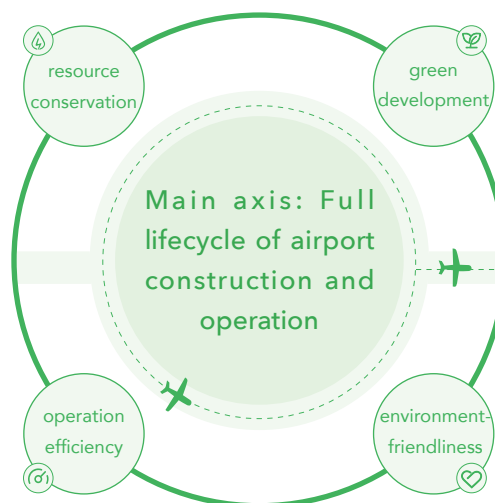 resource
conservation
green
development
Main axis: Full
lifecycle of airport
construction and
operation
operation
efficiency
environment-
friendliness